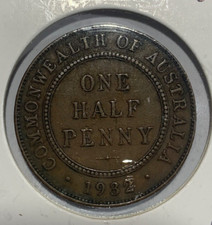 COMMONWEALTH OF AUSTRALIA
ONE
HALF
PENNY
1932